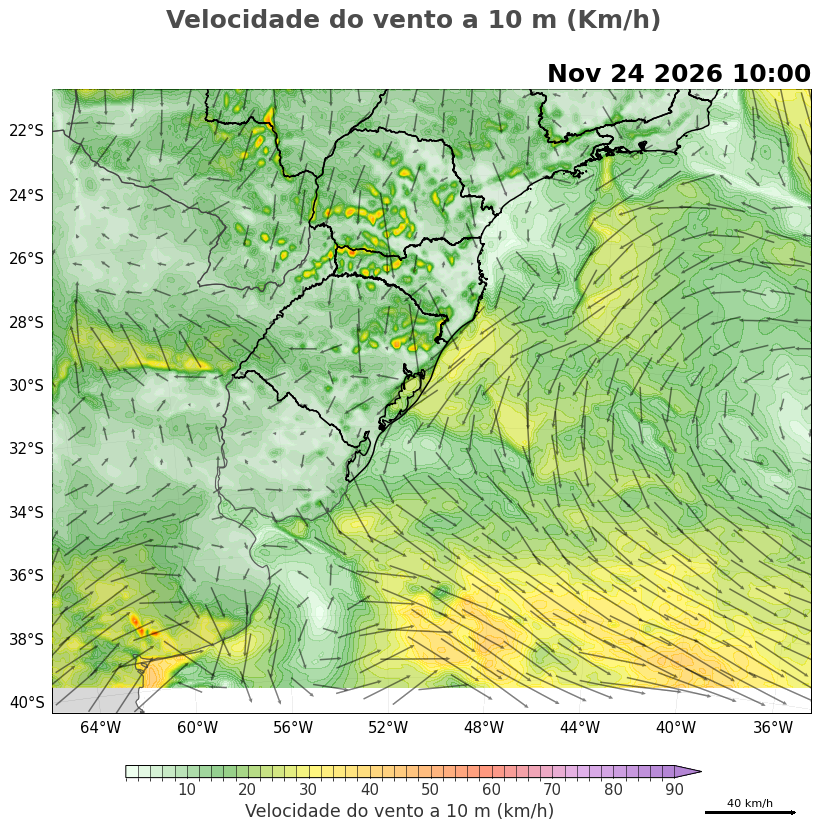 Velocidade do vento a 10 m (Km/h)
Nov 24 2026 10:00
22°S
24°S
26°S
28°S
30°S
32°S
34°S
36°S
38°S
40°S
64°W 60°W 56°W 52°W 48°W 44°W 40°W 36°W
10 20 30 40 50 60 70 80 90
Velocidade do vento a 10 m (km/h)
40 km/h